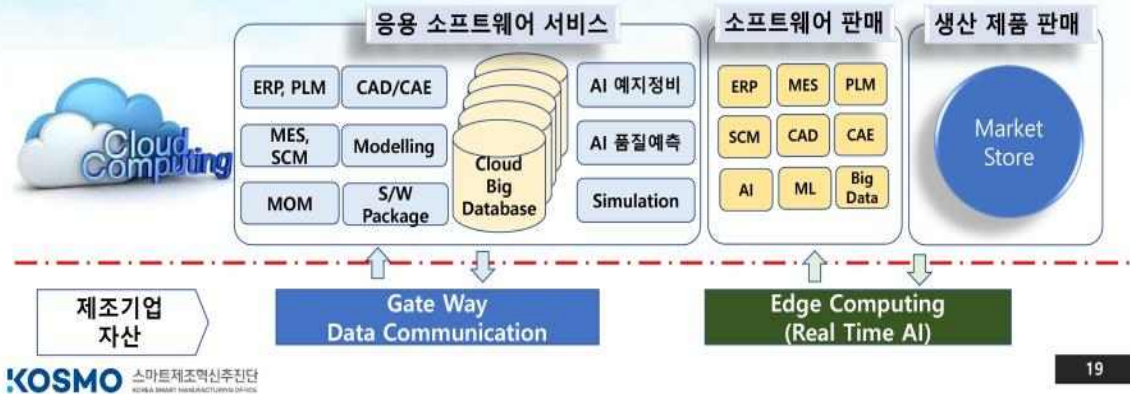 응용 소프트웨어 서비스
소프트웨어 판매
생산 제품 판매
Cloud
Computing
ERP, PLM
CAD/CAE
MES,
SCM
Modelling
MOM
S/W
Package
Cloud
Big
Database
AI 예지정비
AI 품질예측
Simulation
ERP
MES
PLM
SCM
CAD
CAE
AI
ML
Big
Data
Market
Store
제조기업
자산
Gate Way
Data Communication
Edge Computing
(Real Time AI)
KOSMO 스마트제조혁신추진단
KOREA SMART MANUFACTURING OFFICE
19